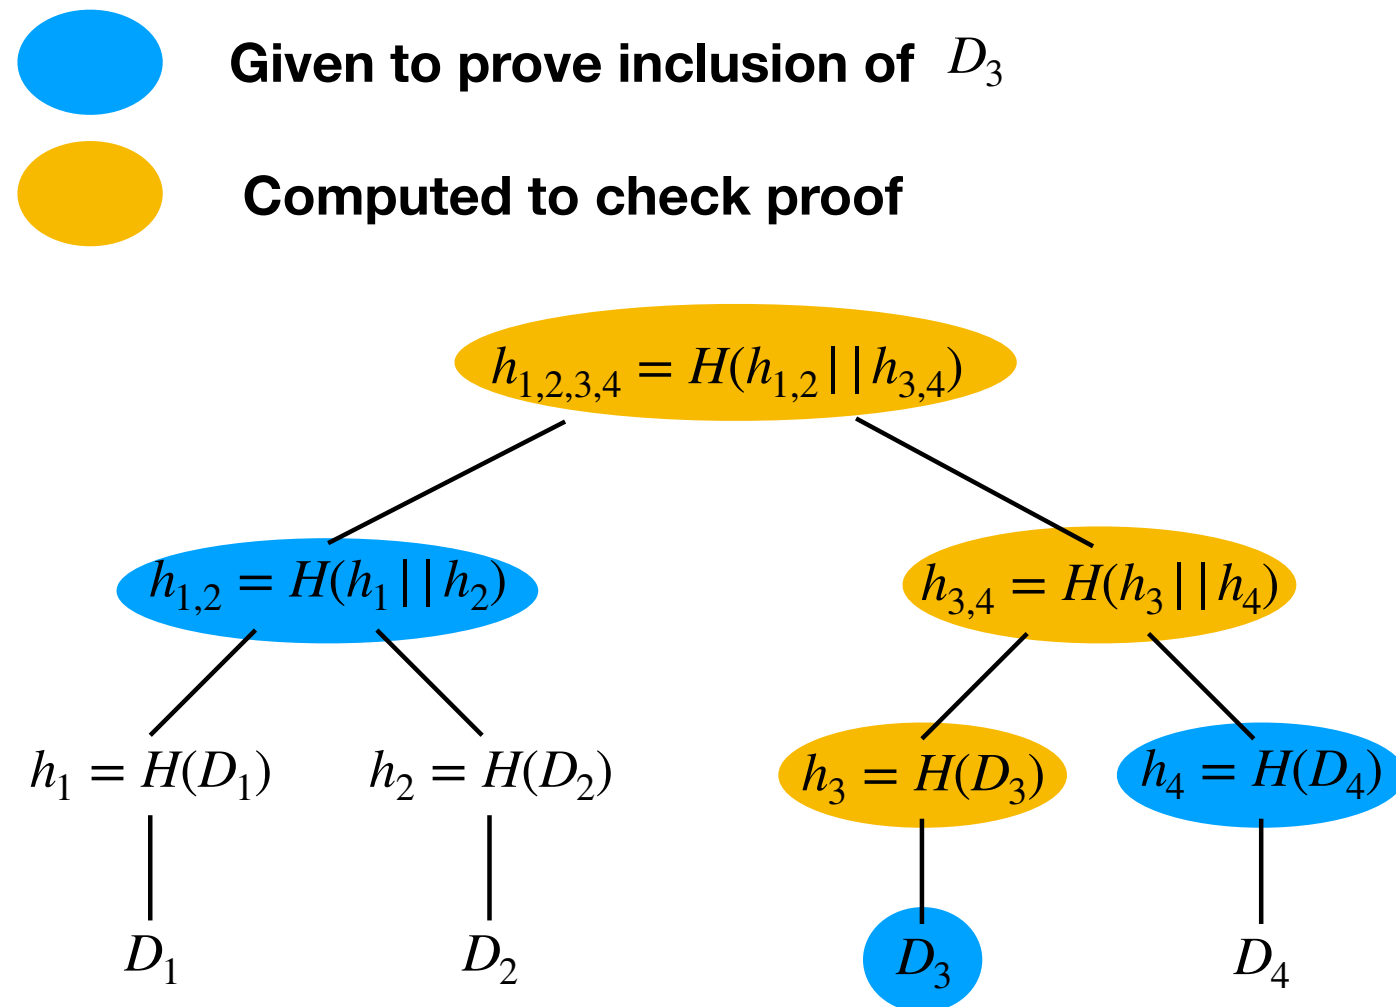 Given to prove inclusion of D₃
Computed to check proof
h₁,₂,₃,₄ = H(h₁,₂ || h₃,₄)
h₁,₂ = H(h₁ || h₂)
h₃,₄ = H(h₃ || h₄)
h₁ = H(D₁)
h₂ = H(D₂)
h₃ = H(D₃)
h₄ = H(D₄)
D₁
D₂
D₃
D₄